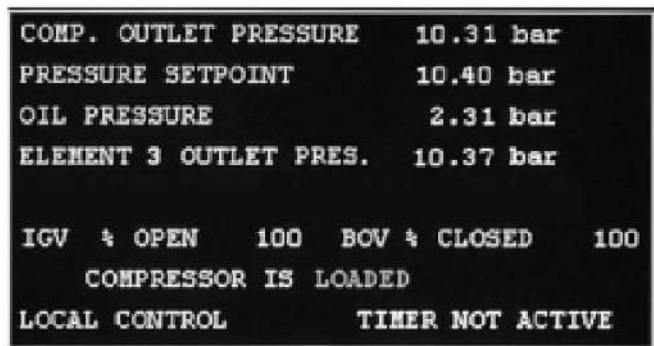 COMP. OUTLET PRESSURE 10.31 bar
PRESSURE SETPOINT 10.40 bar
OIL PRESSURE 2.31 bar
ELEMENT 3 OUTLET PRES. 10.37 bar
IGV % OPEN 100 BOV % CLOSED 100
COMPRESSOR IS LOADED
LOCAL CONTROL TIMER NOT ACTIVE